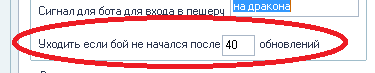 Сигнал для бота для входа в пещеру на дракона
Уходить если бой не начался после 40 обновлений